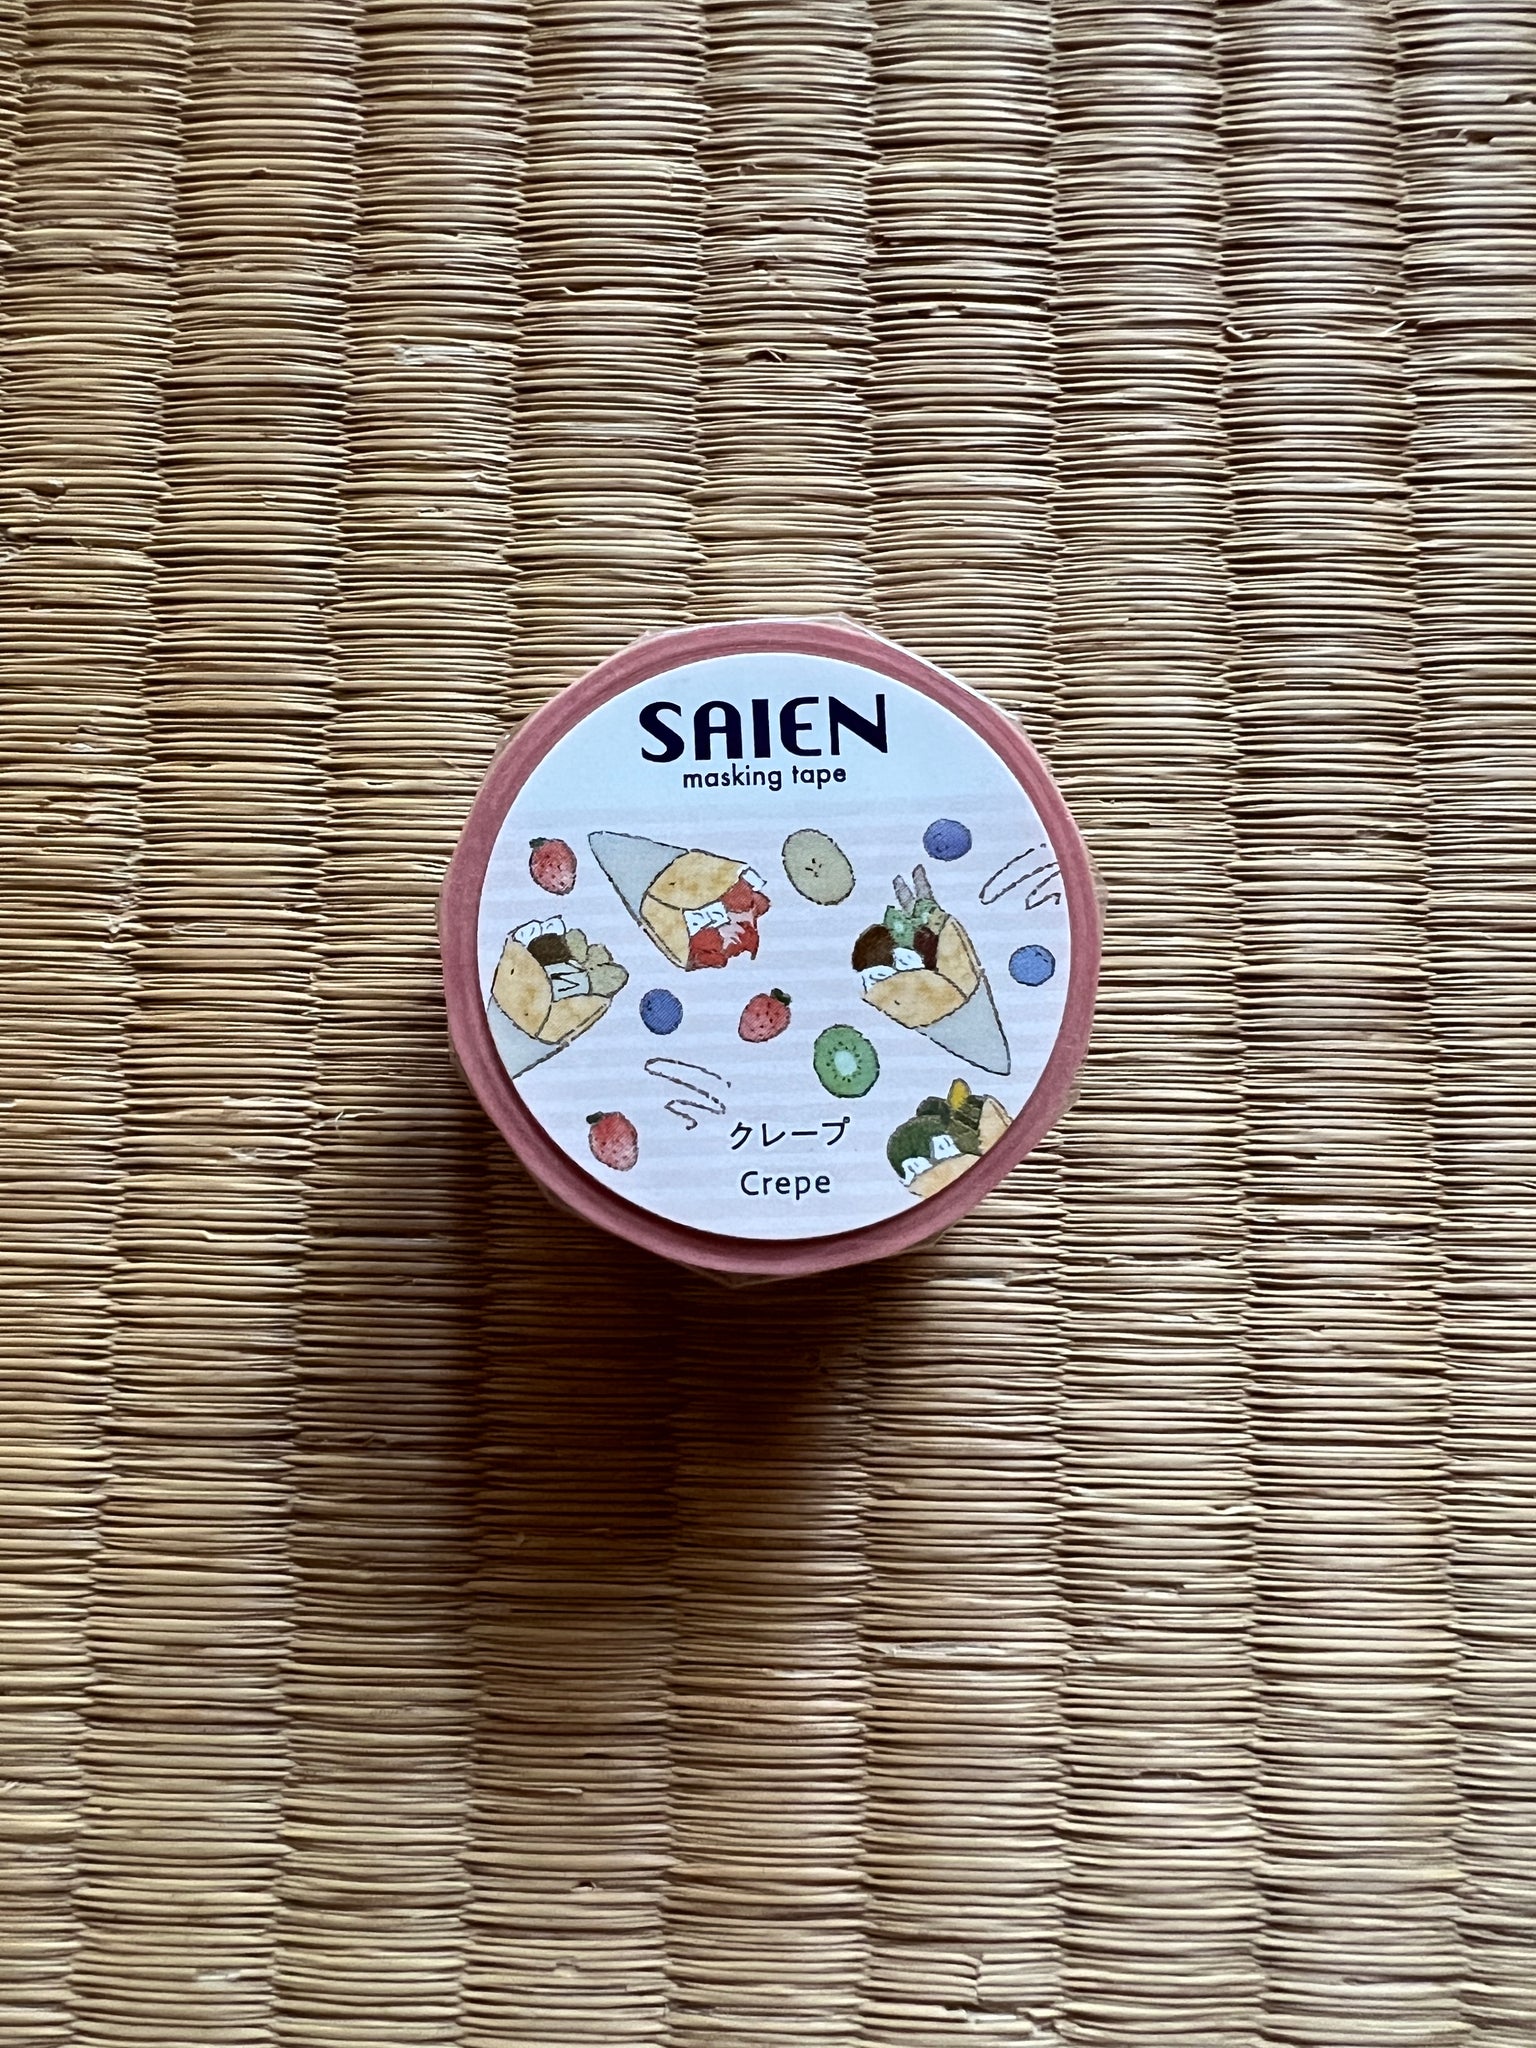 SAIEN
masking tape
クレープ
Crepe